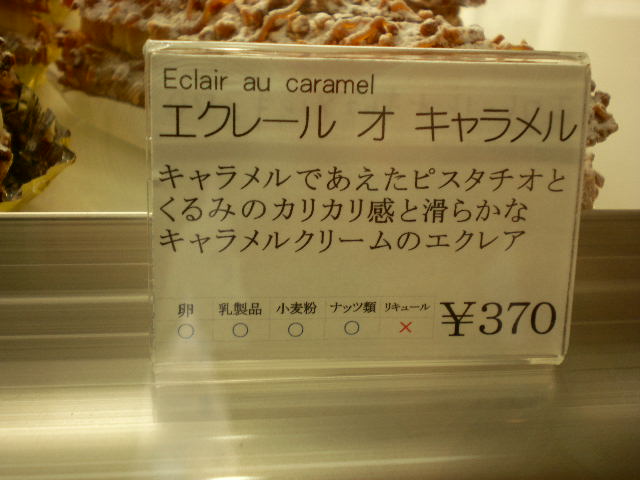 Eclair au caramel
エクレール オ キャラメル
キャラメルであえたピスタチオと
くるみのカリカリ感と滑らかな
キャラメルクリームのエクレア
卵 乳製品 小麦粉 ナッツ類 リキュール
○ ○ ○ ○ × ¥370